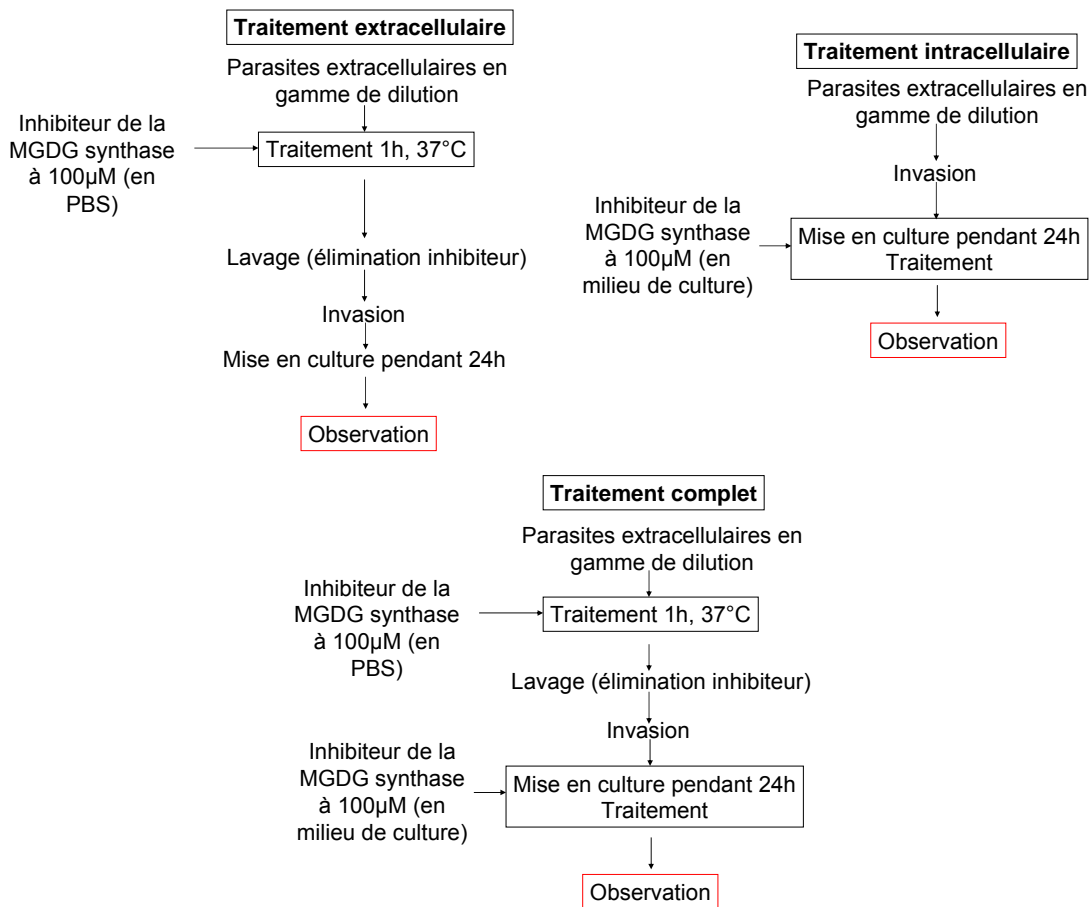 Traitement extracellulaire
Parasites extracellulaires en
gamme de dilution
Inhibiteur de la
MGDG synthase
à 100µM (en
PBS)
Traitement 1h, 37°C
Lavage (élimination inhibiteur)
Invasion
Mise en culture pendant 24h
Observation
Traitement intracellulaire
Parasites extracellulaires en
gamme de dilution
Invasion
Inhibiteur de la
MGDG synthase
à 100µM (en
milieu de culture)
Mise en culture pendant 24h
Traitement
Observation
Traitement complet
Parasites extracellulaires en
gamme de dilution
Inhibiteur de la
MGDG synthase
à 100µM (en
PBS)
Traitement 1h, 37°C
Lavage (élimination inhibiteur)
Invasion
Inhibiteur de la
MGDG synthase
à 100µM (en
milieu de culture)
Mise en culture pendant 24h
Traitement
Observation